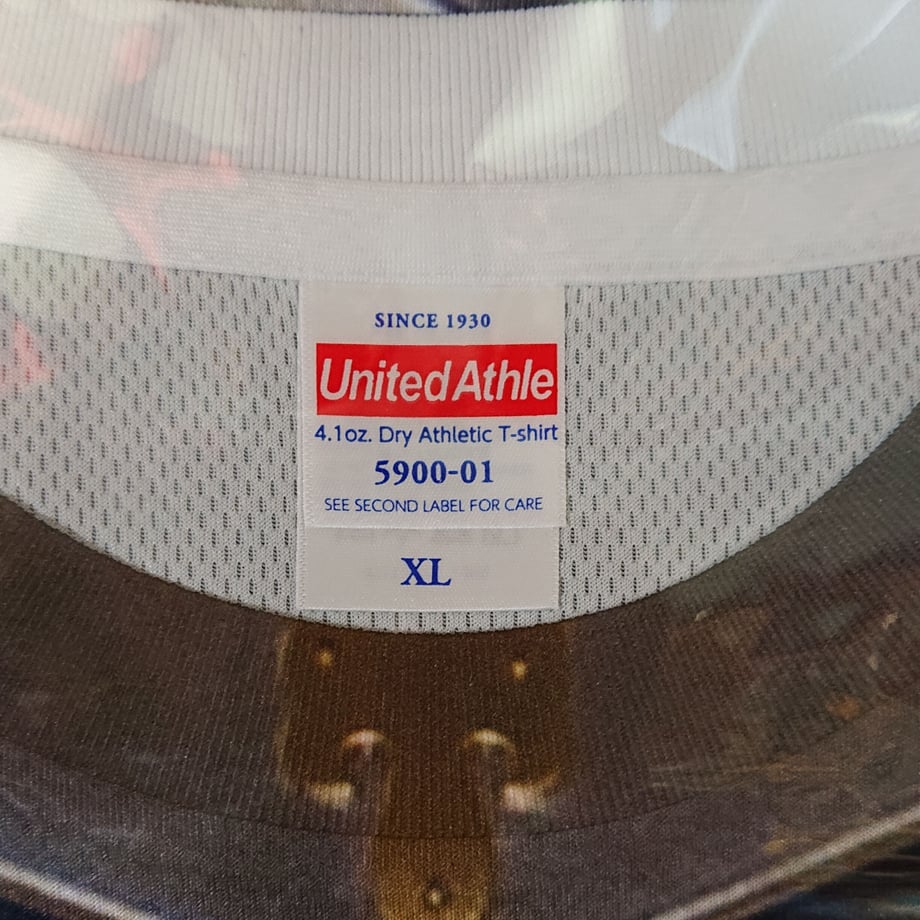 SINCE 1930
United Athle
4.1oz. Dry Athletic T-shirt
5900-01
SEE SECOND LABEL FOR CARE
XL